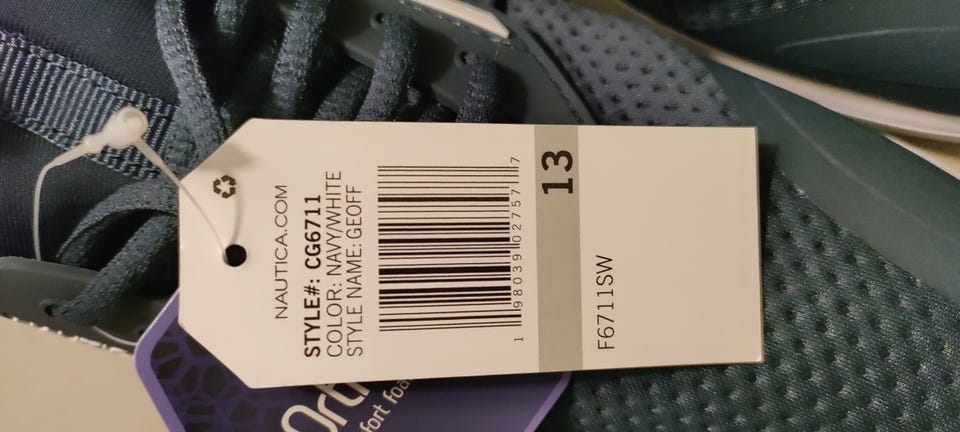 NAUTICA.COM
STYLE#: CG6711
COLOR: NAVY/WHITE
STYLE NAME: GEOFF
1 98039 02757 7
13
F6711SW